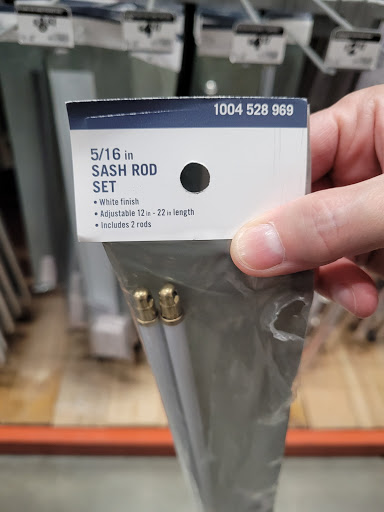 1004 528 969
5/16 in
SASH ROD
SET
• White finish
• Adjustable 12 in - 22 in length
• Includes 2 rods